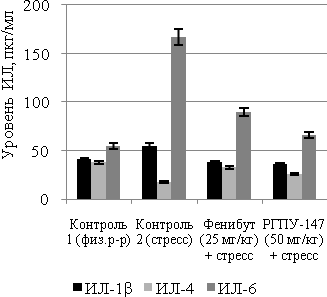 200
150
100
50
0
Уровень ИЛ, пкг/мл
Контроль 1 (физ.р-р)
Контроль 2 (стресс)
Фенибут (25 мг/кг) + стресс
РГПУ-147 (50 мг/кг) + стресс
ИЛ-1β ИЛ-4 ИЛ-6